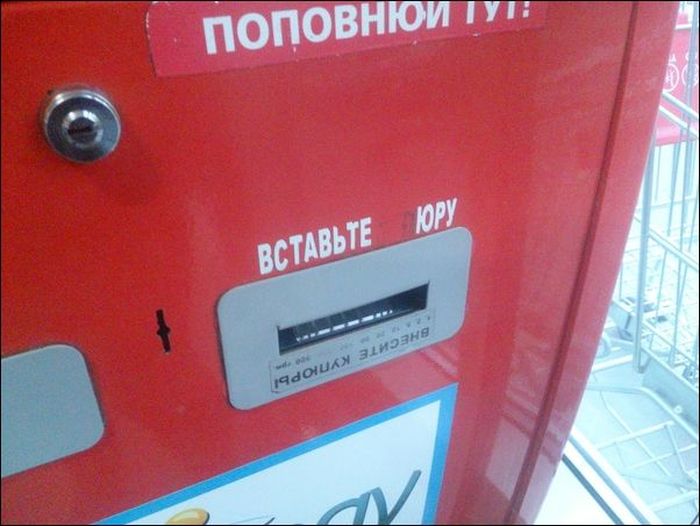 ПОПОВНЮЙ ТУТ!
ВСТАВЬТЕ ЮРУ
ВНЕСИТЕ КУПЮРЫ